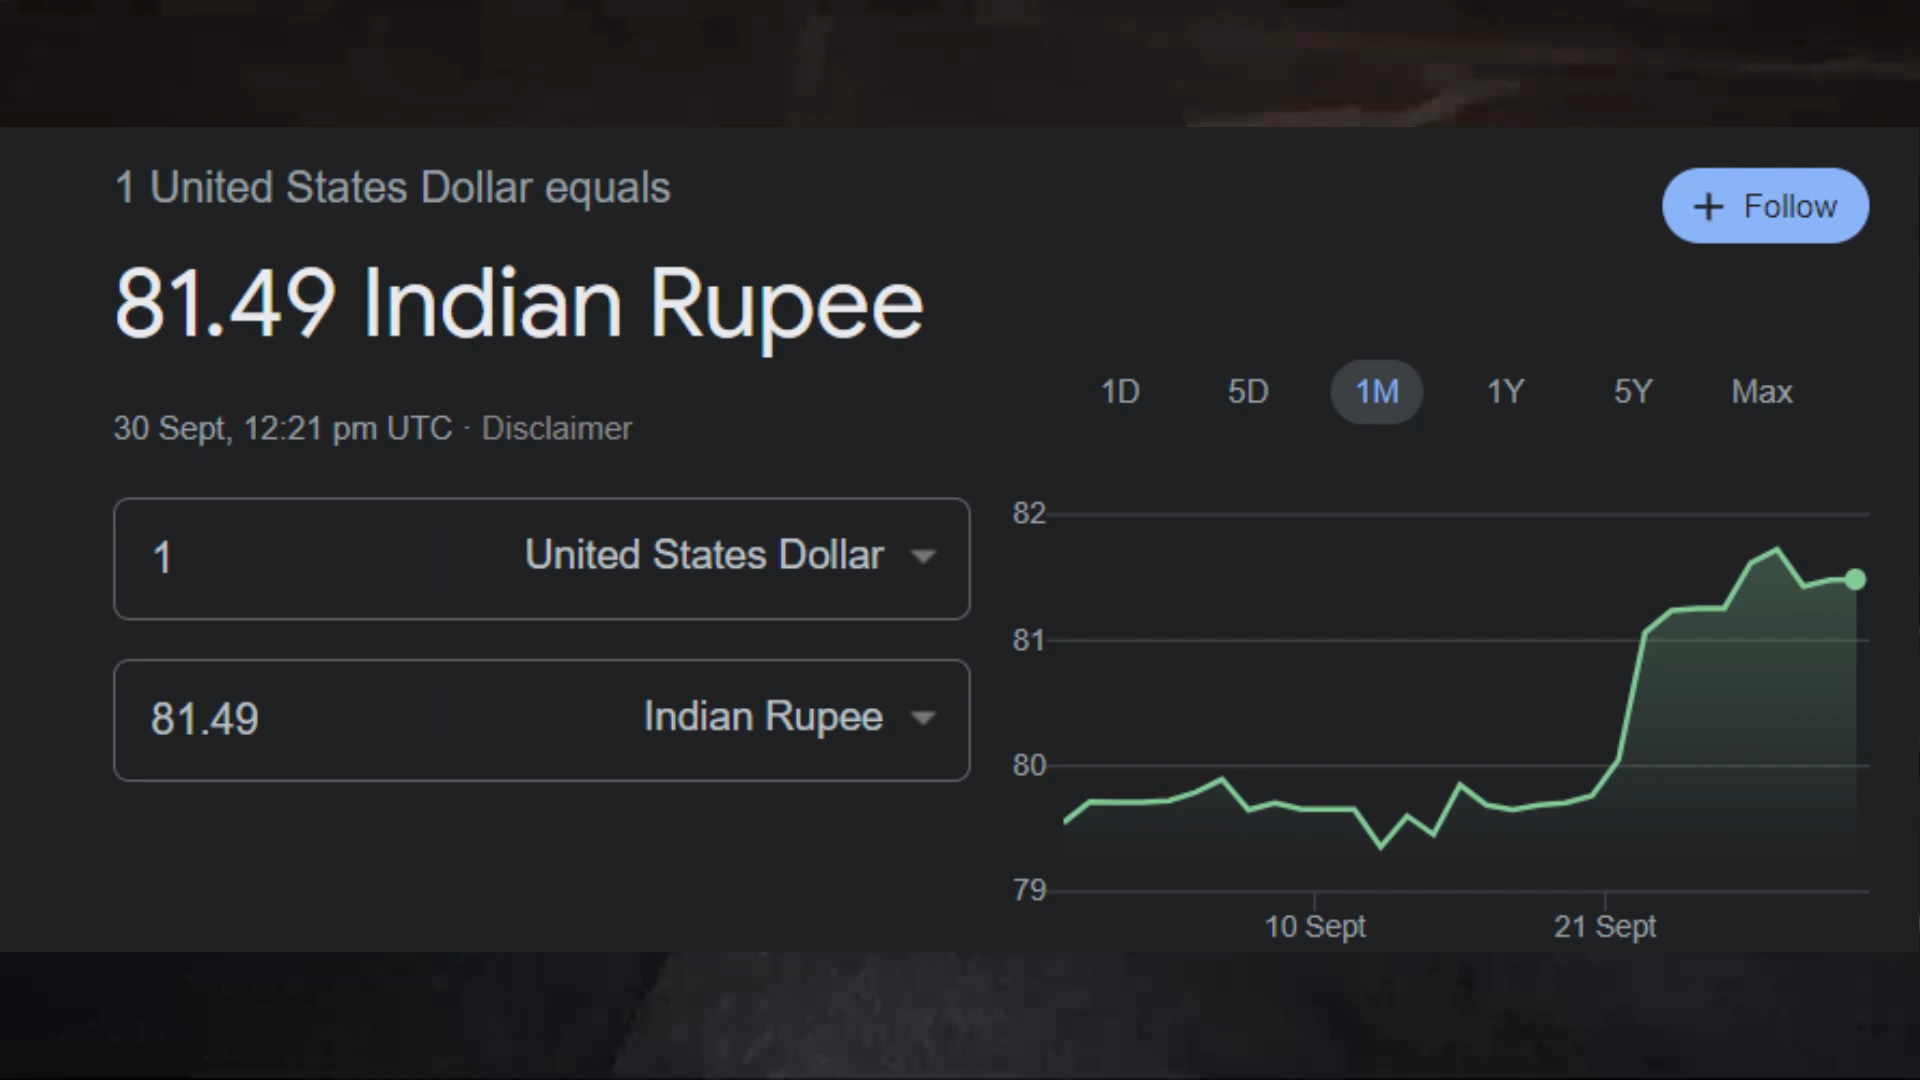 1 United States Dollar equals
+ Follow
81.49 Indian Rupee
30 Sept, 12:21 pm UTC · Disclaimer
1D 5D 1M 1Y 5Y Max
1 United States Dollar
81.49 Indian Rupee
82
81
80
79
10 Sept 21 Sept